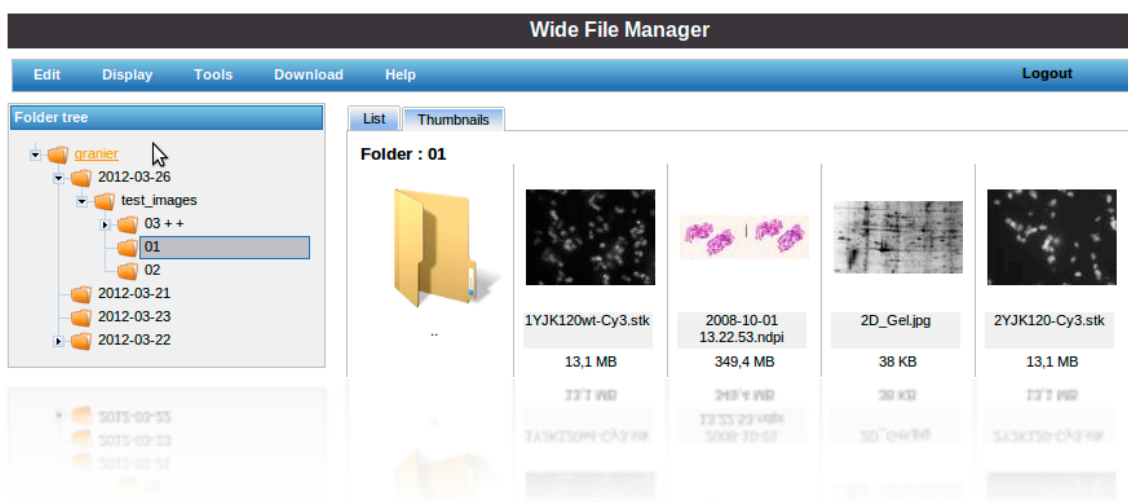 Wide File Manager
Edit Display Tools Download Help Logout
Folder tree
granier
2012-03-26
test_images
03 + +
01
02
2012-03-21
2012-03-23
2012-03-22
List Thumbnails
Folder : 01
..
1YJK120wt-Cy3.stk
13,1 MB
2008-10-01
13.22.53.ndpi
349,4 MB
2D_Gel.jpg
38 KB
2YJK120-Cy3.stk
13,1 MB